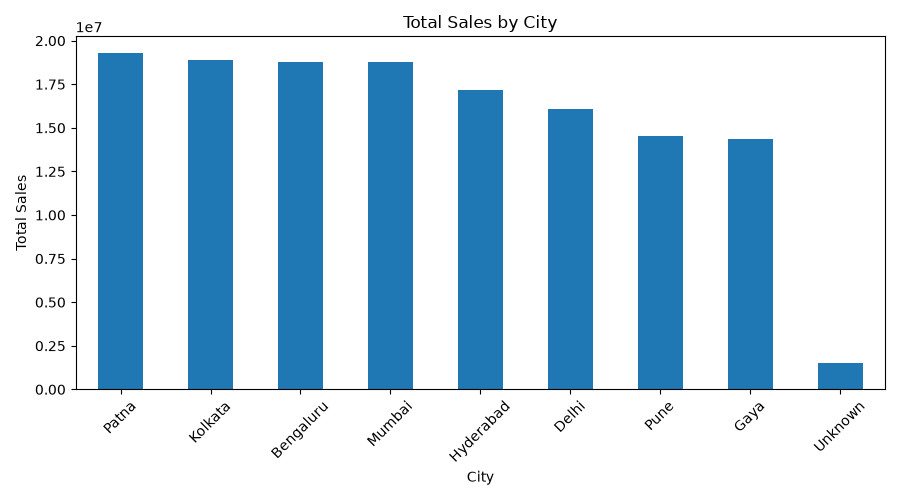 Total Sales by City
1e7
2.00
1.75
1.50
1.25
1.00
0.75
0.50
0.25
0.00
Total Sales
Patna
Kolkata
Bengaluru
Mumbai
Hyderabad
Delhi
Pune
Gaya
Unknown
City